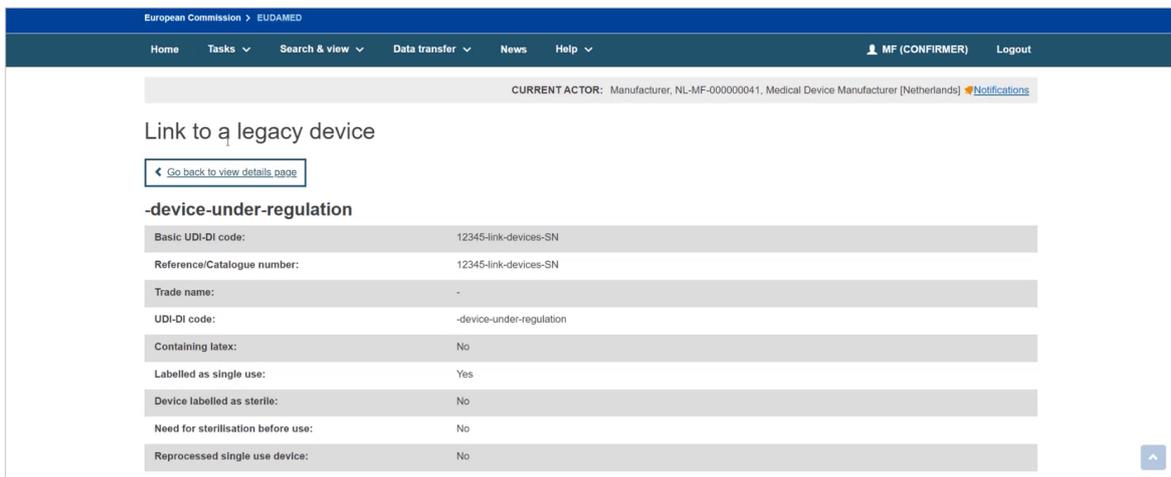 European Commission > EUDAMED
Home Tasks Search & view Data transfer News Help MF (CONFIRMER) Logout
CURRENT ACTOR: Manufacturer, NL-MF-000000041, Medical Device Manufacturer [Netherlands] Notifications
Link to a legacy device
Go back to view details page
-device-under-regulation
Basic UDI-DI code: 12345-link-devices-SN
Reference/Catalogue number: 12345-link-devices-SN
Trade name: -
UDI-DI code: -device-under-regulation
Containing latex: No
Labelled as single use: Yes
Device labelled as sterile: No
Need for sterilisation before use: No
Reprocessed single use device: No